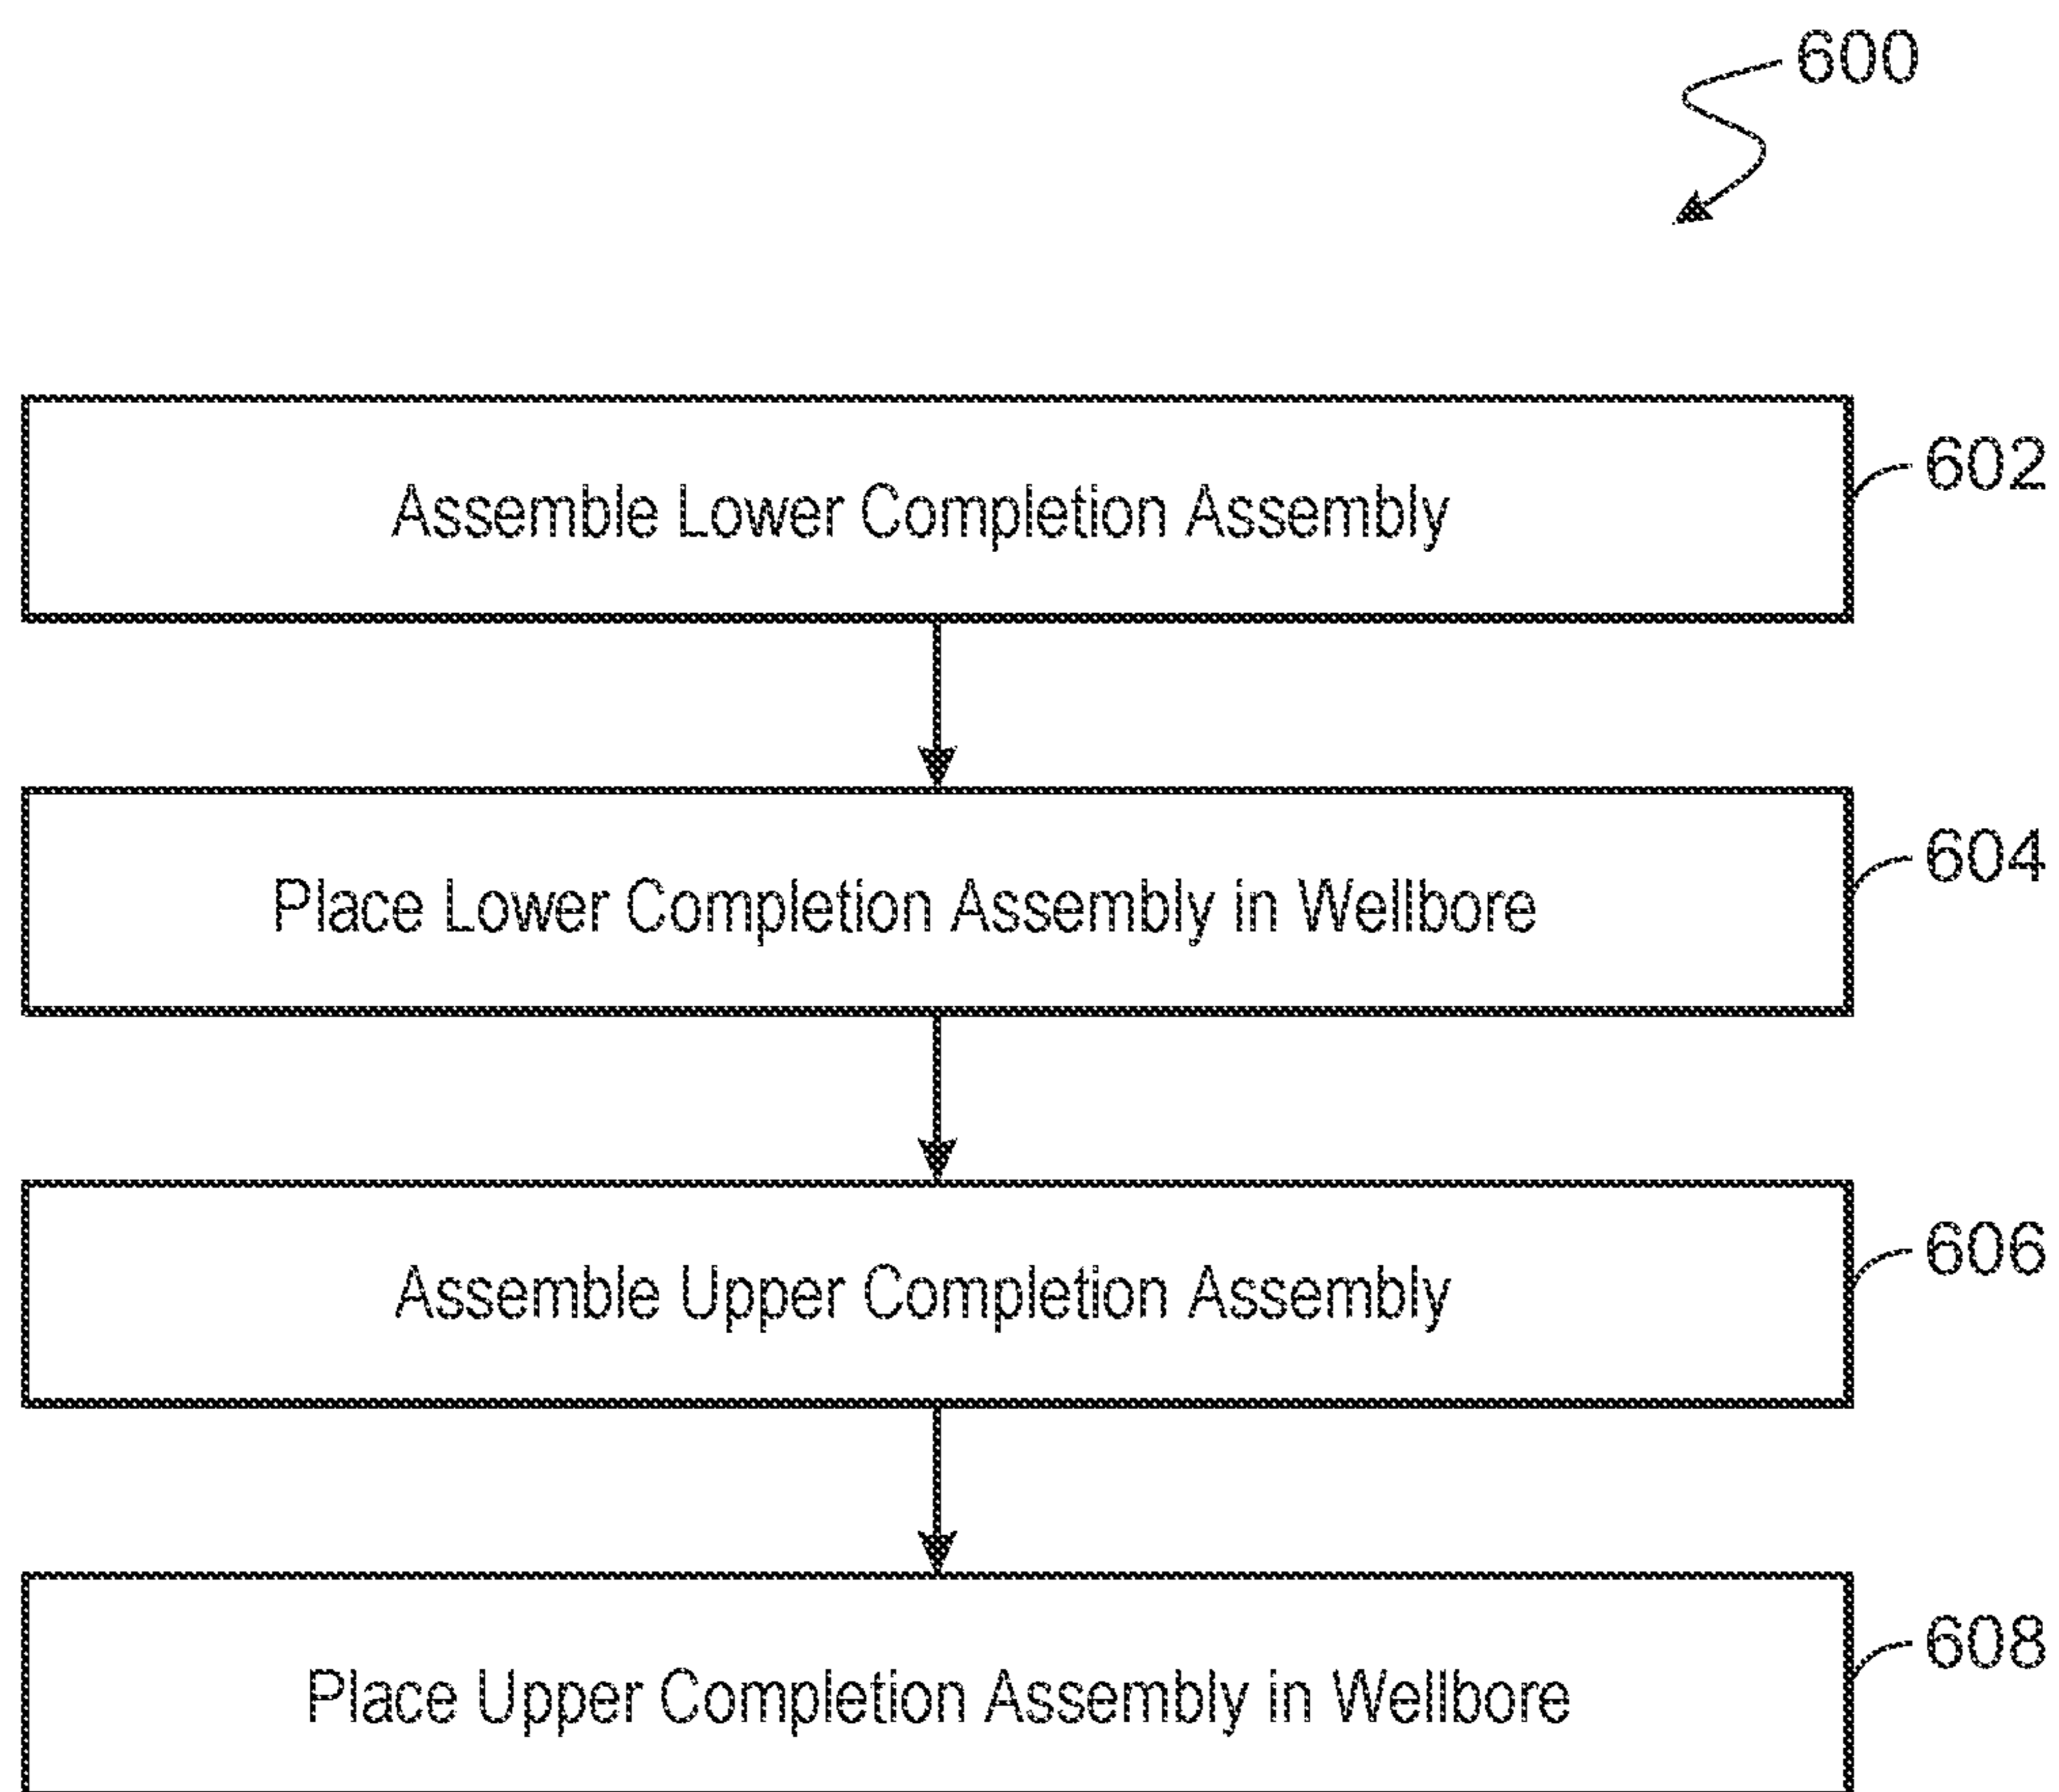 600
Assemble Lower Completion Assembly
602
Place Lower Completion Assembly in Wellbore
604
Assemble Upper Completion Assembly
606
Place Upper Completion Assembly in Wellbore
608